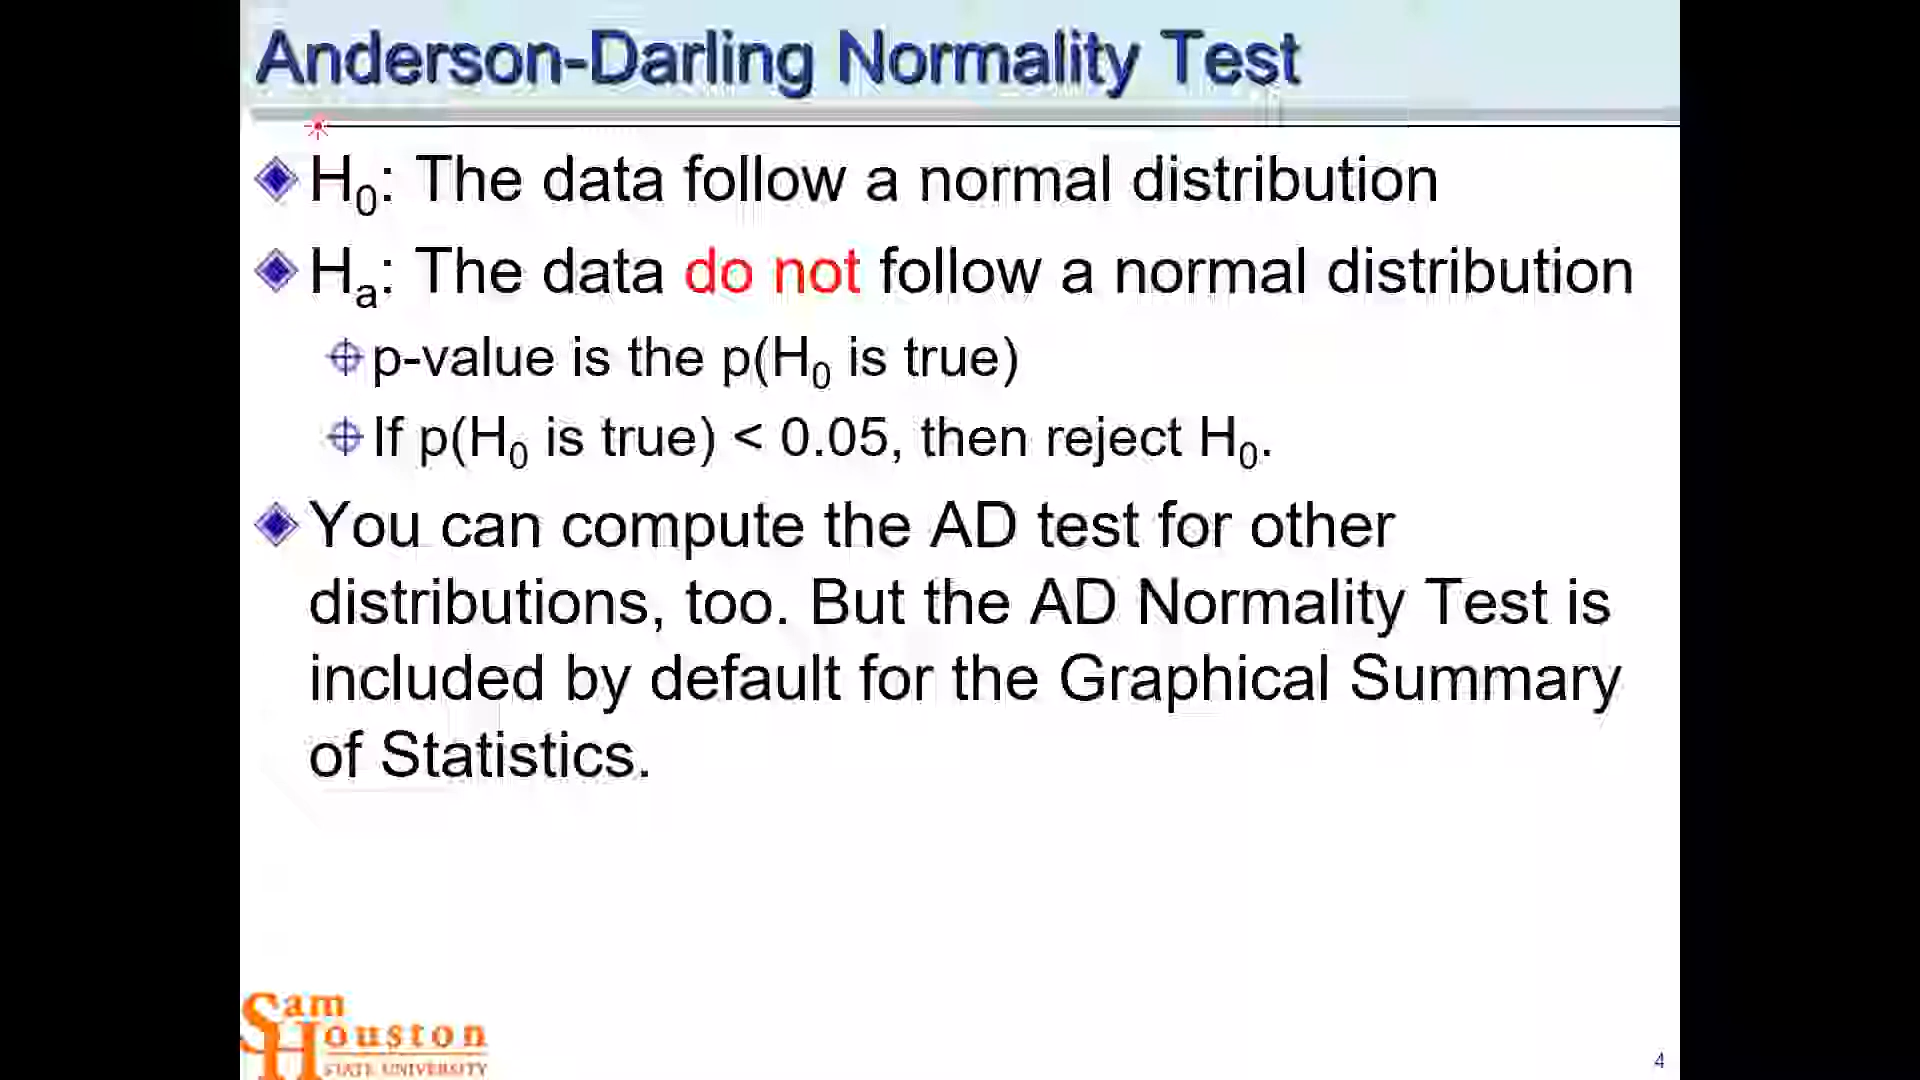 Anderson-Darling Normality Test
H0: The data follow a normal distribution
Ha: The data do not follow a normal distribution
p-value is the p(H0 is true)
If p(H0 is true) < 0.05, then reject H0.
You can compute the AD test for other
distributions, too. But the AD Normality Test is
included by default for the Graphical Summary
of Statistics.
Sam
Houston
STATE UNIVERSITY
4